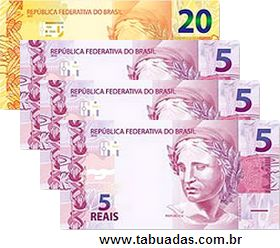 REPÚBLICA FEDERATIVA DO BRASIL
20
REPÚBLICA FEDERATIVA DO BRASIL
5
REPÚBLICA FEDERATIVA DO BRASIL
5
REPÚBLICA FEDERATIVA DO BRASIL
5
5
REAIS
www.tabuadas.com.br